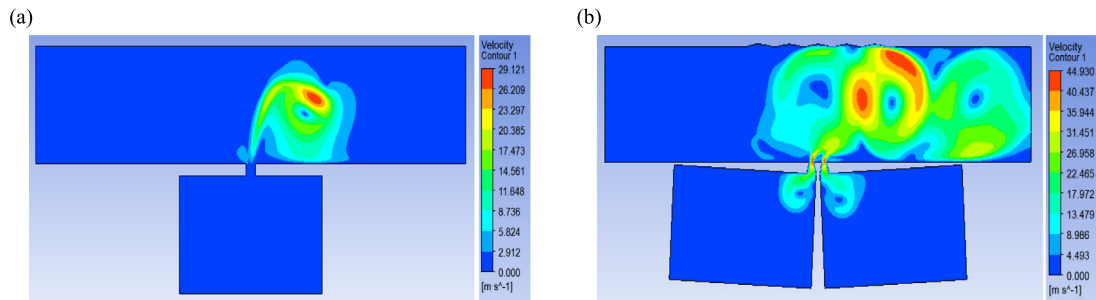 (a)
Velocity
Contour 1
29.121
26.209
23.297
20.385
17.473
14.561
11.648
8.736
5.824
2.912
0.000
[m s^-1]
(b)
Velocity
Contour 1
44.930
40.437
35.944
31.451
26.958
22.465
17.972
13.479
8.986
4.493
0.000
[m s^-1]